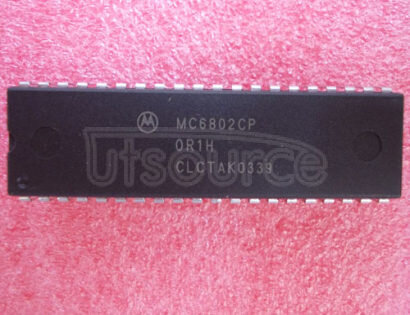 MC6802CP
0R1H
CLCTAK0339
utsource